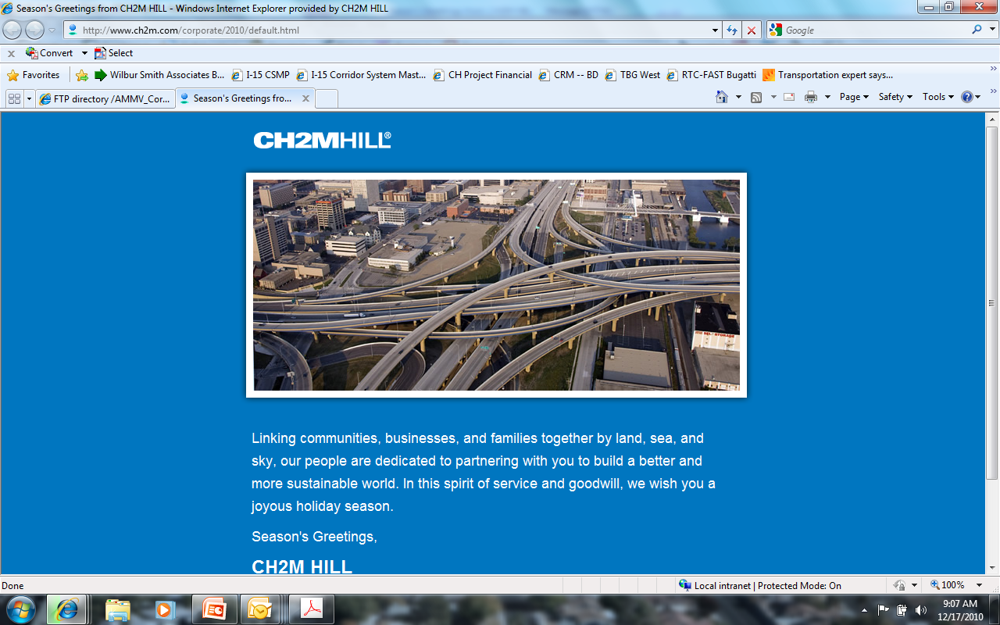 Season's Greetings from CH2M HILL - Windows Internet Explorer provided by CH2M HILL
http://www.ch2m.com/corporate/2010/default.html
Google
x Convert Select
Favorites Wilbur Smith Associates B... I-15 CSMP I-15 Corridor System Mast... CH Project Financial CRM -- BD TBG West RTC-FAST Bugatti Transportation expert says...
FTP directory /AMMV_Cor... Season's Greetings fro... Page Safety Tools
CH2MHILL®
Linking communities, businesses, and families together by land, sea, and
sky, our people are dedicated to partnering with you to build a better and
more sustainable world. In this spirit of service and goodwill, we wish you a
joyous holiday season.
Season's Greetings,
CH2M HILL
Done Local intranet | Protected Mode: On 100%
9:07 AM
12/17/2010